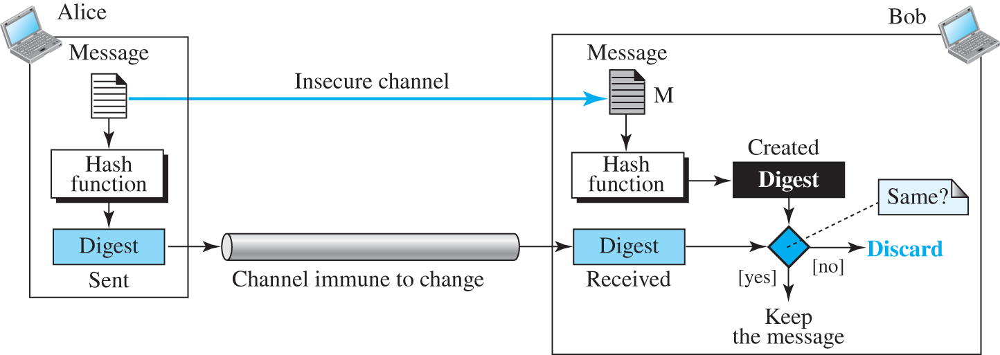 Alice
Bob
Message
Message
Insecure channel
M
Hash
function
Hash
function
Created
Digest
Same?
Digest
Sent
Channel immune to change
Digest
Received
[yes]
[no]
Discard
Keep
the message